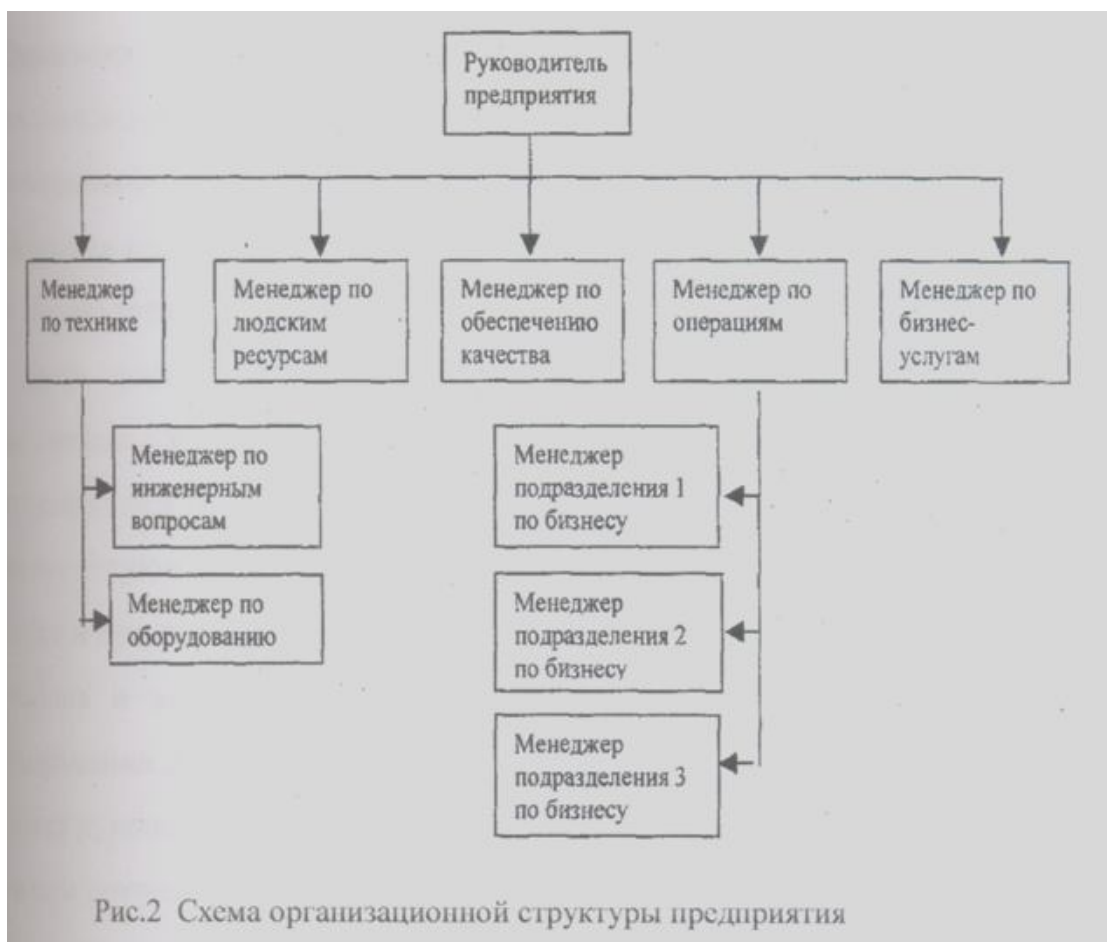 Руководитель
предприятия
Менеджер
по технике
Менеджер по
людским
ресурсам
Менеджер по
обеспечению
качества
Менеджер по
операциям
Менеджер по
бизнес-
услугам
Менеджер по
инженерным
вопросам
Менеджер по
оборудованию
Менеджер
подразделения 1
по бизнесу
Менеджер
подразделения 2
по бизнесу
Менеджер
подразделения 3
по бизнесу
Рис.2 Схема организационной структуры предприятия